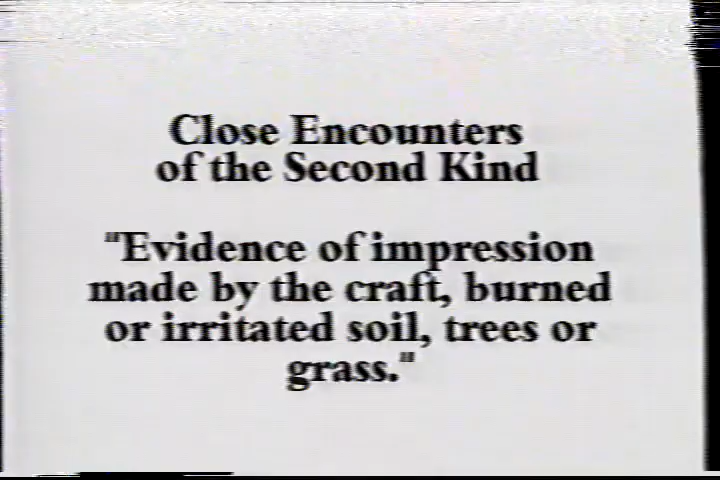 Close Encounters
of the Second Kind
"Evidence of impression
made by the craft, burned
or irritated soil, trees or
grass."